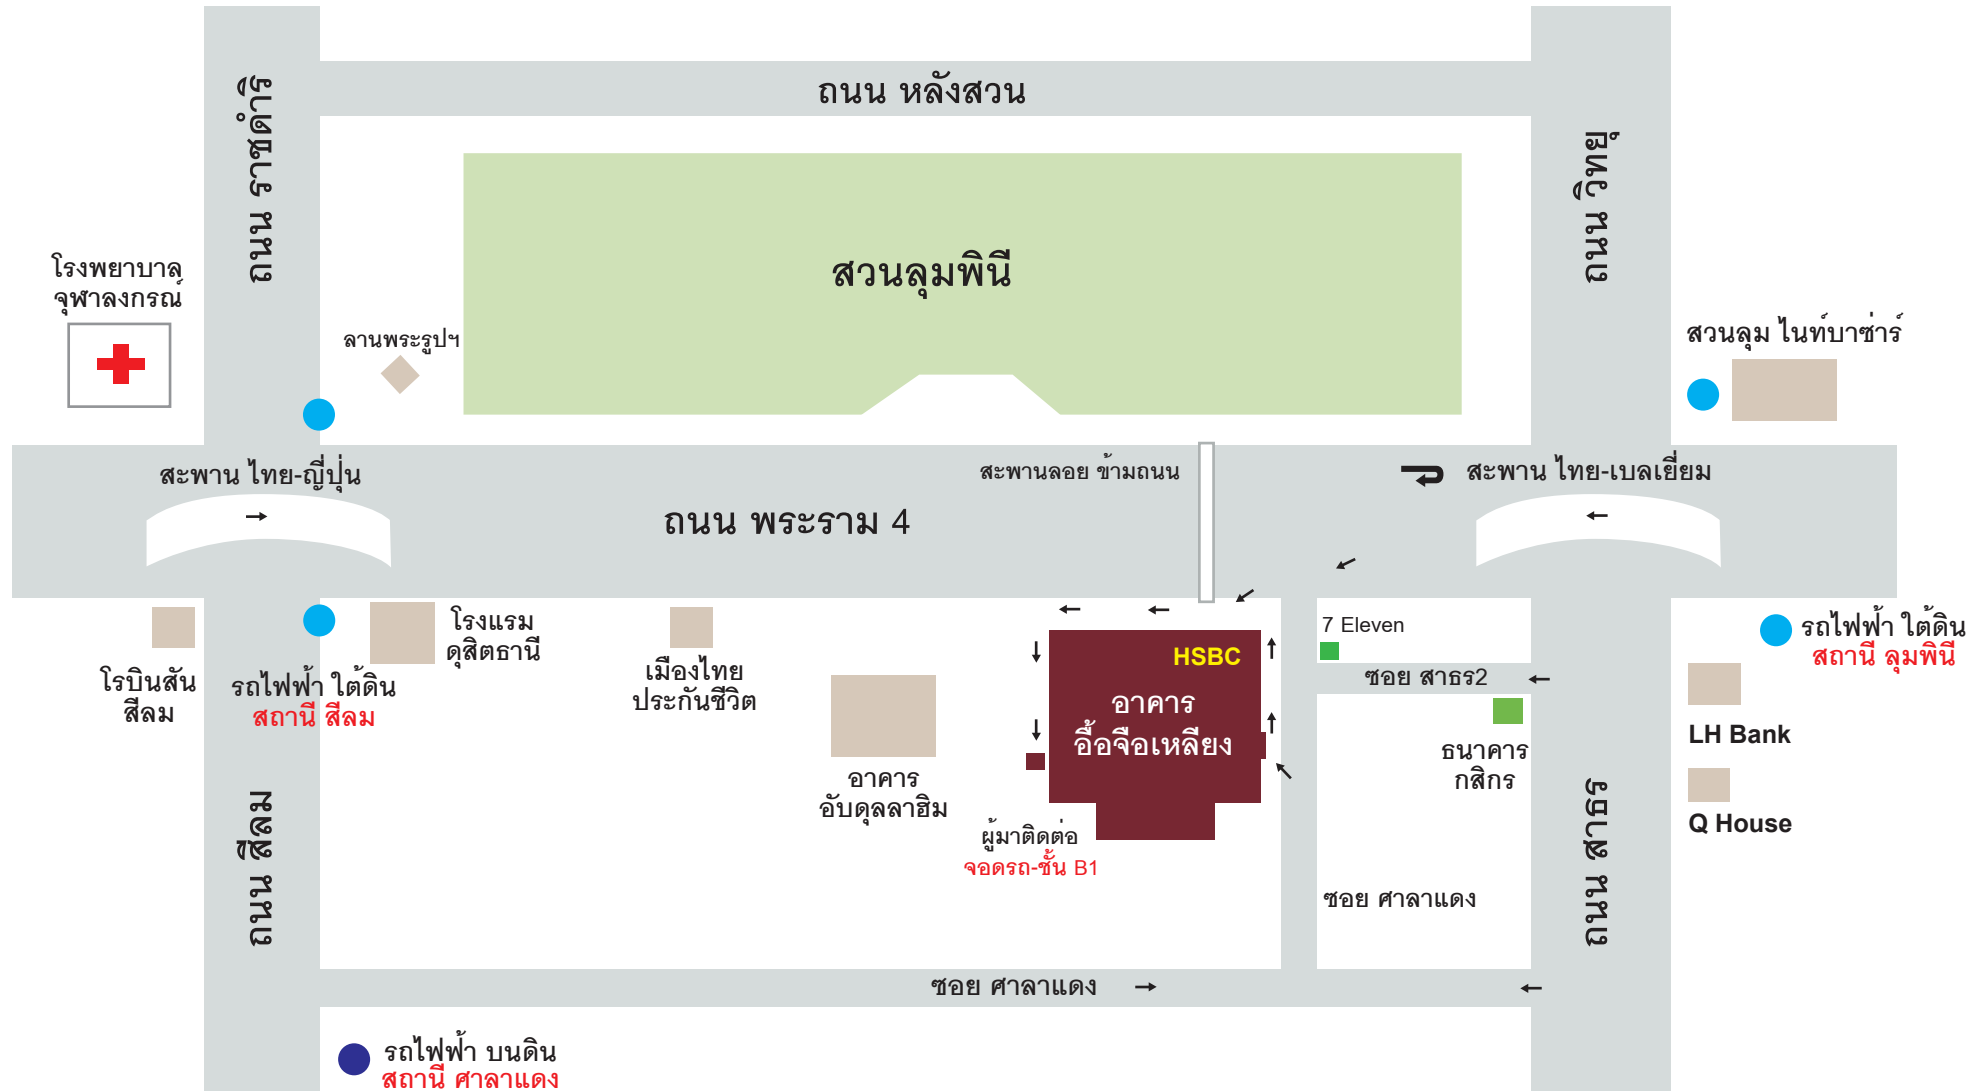 ถนน หลังสวน
ถนน ราชดำริ
ถนน วิทยุ
สวนลุมพินี
โรงพยาบาล
จุฬาลงกรณ์
ลานพระรูปฯ
สวนลุม ไนท์บาซ่าร์
สะพาน ไทย-ญี่ปุ่น
สะพานลอย ข้ามถนน
สะพาน ไทย-เบลเยี่ยม
ถนน พระราม 4
โรบินสัน
สีลม
รถไฟฟ้า ใต้ดิน
สถานี สีลม
โรงแรม
ดุสิตธานี
เมืองไทย
ประกันชีวิต
อาคาร
อับดุลลาฮิม
HSBC
อาคาร
อื้อจือเหลียง
ผู้มาติดต่อ
จอดรถ-ชั้น B1
7 Eleven
ซอย สาธร2
ธนาคาร
กสิกร
รถไฟฟ้า ใต้ดิน
สถานี ลุมพินี
LH Bank
Q House
ถนน สีลม
ถนน สาธร
ซอย ศาลาแดง
ซอย ศาลาแดง
รถไฟฟ้า บนดิน
สถานี ศาลาแดง